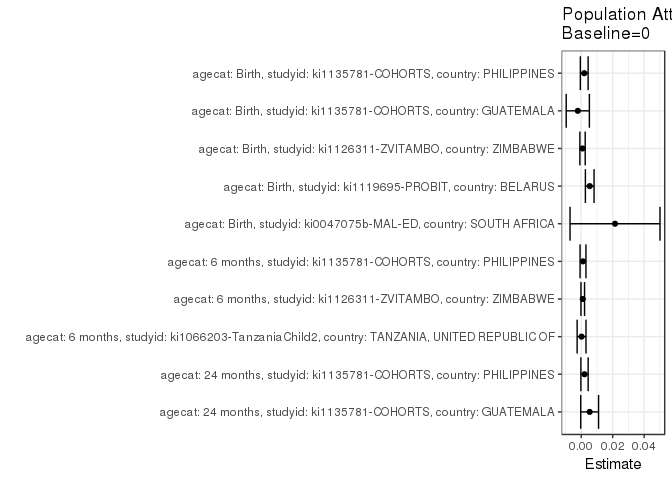 Population Att
Baseline=0
agecat: Birth, studyid: ki1135781-COHORTS, country: PHILIPPINES
agecat: Birth, studyid: ki1135781-COHORTS, country: GUATEMALA
agecat: Birth, studyid: ki1126311-ZVITAMBO, country: ZIMBABWE
agecat: Birth, studyid: ki1119695-PROBIT, country: BELARUS
agecat: Birth, studyid: ki0047075b-MAL-ED, country: SOUTH AFRICA
agecat: 6 months, studyid: ki1135781-COHORTS, country: PHILIPPINES
agecat: 6 months, studyid: ki1126311-ZVITAMBO, country: ZIMBABWE
agecat: 6 months, studyid: ki1066203-TanzaniaChild2, country: TANZANIA, UNITED REPUBLIC OF
agecat: 24 months, studyid: ki1135781-COHORTS, country: PHILIPPINES
agecat: 24 months, studyid: ki1135781-COHORTS, country: GUATEMALA
0.00 0.02 0.04
Estimate